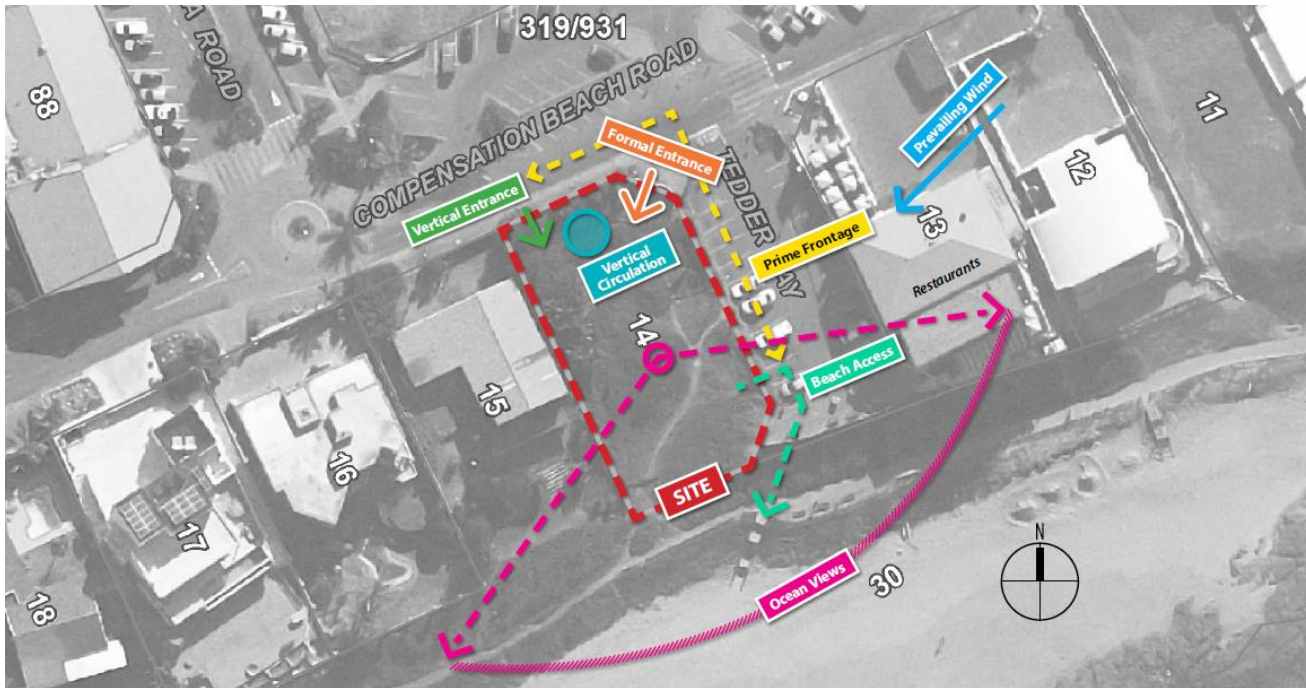 319/931
A ROAD
88
COMPENSATION BEACH ROAD
Formal Entrance
Prevailing Wind
11
12
TEDDER
AY
Vertical Entrance
13
Vertical
Circulation
Prime Frontage
Restaurants
14
Beach Access
15
16
SITE
17
Ocean Views
30
18
N